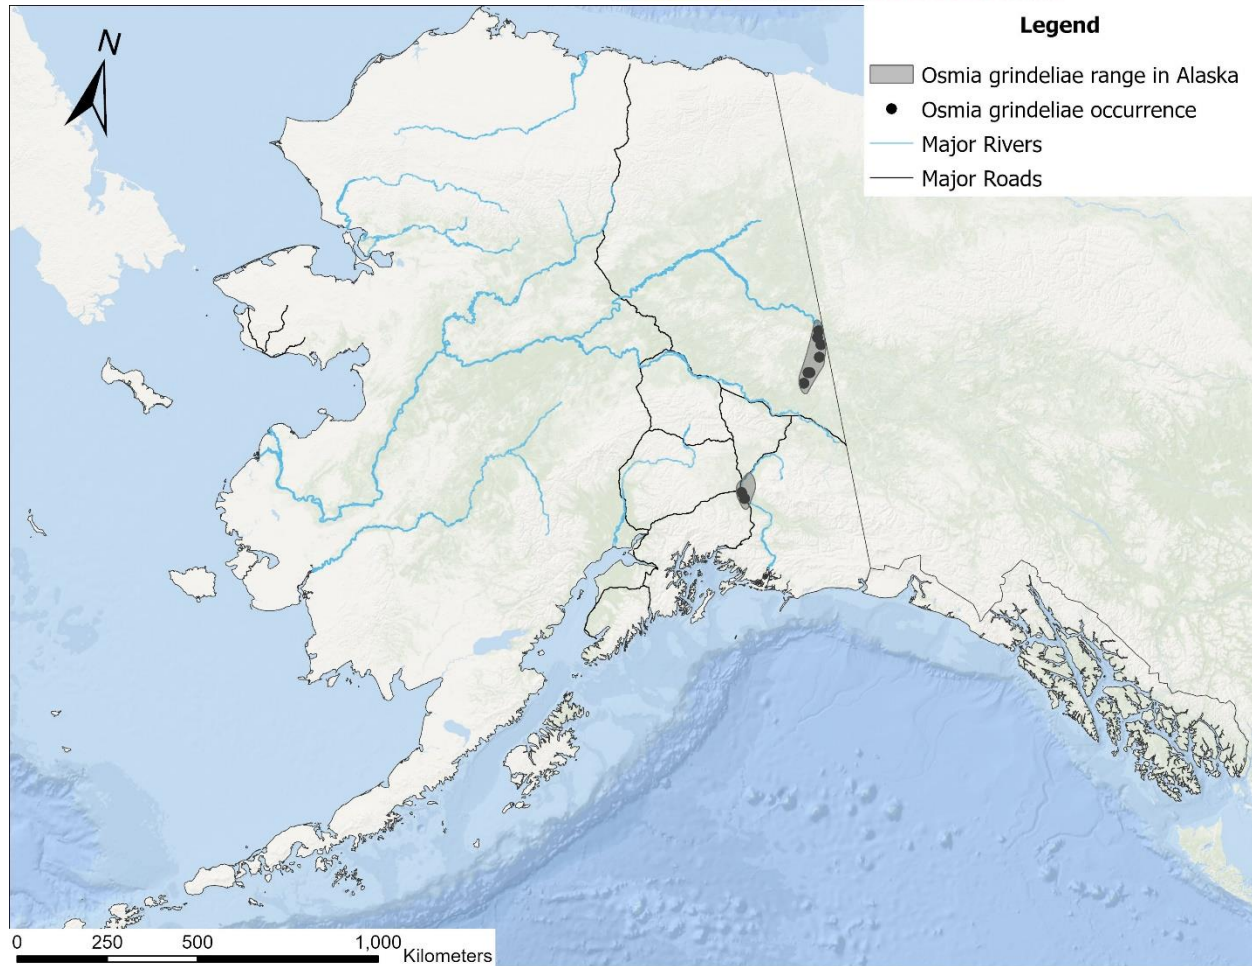 Legend
Osmia grindeliae range in Alaska
Osmia grindeliae occurrence
Major Rivers
Major Roads
N
0 250 500 1,000
Kilometers